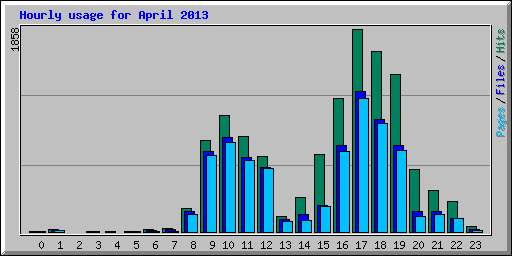 Hourly usage for April 2013
1858
Pages / Files / Hits
0 1 2 3 4 5 6 7 8 9 10 11 12 13 14 15 16 17 18 19 20 21 22 23